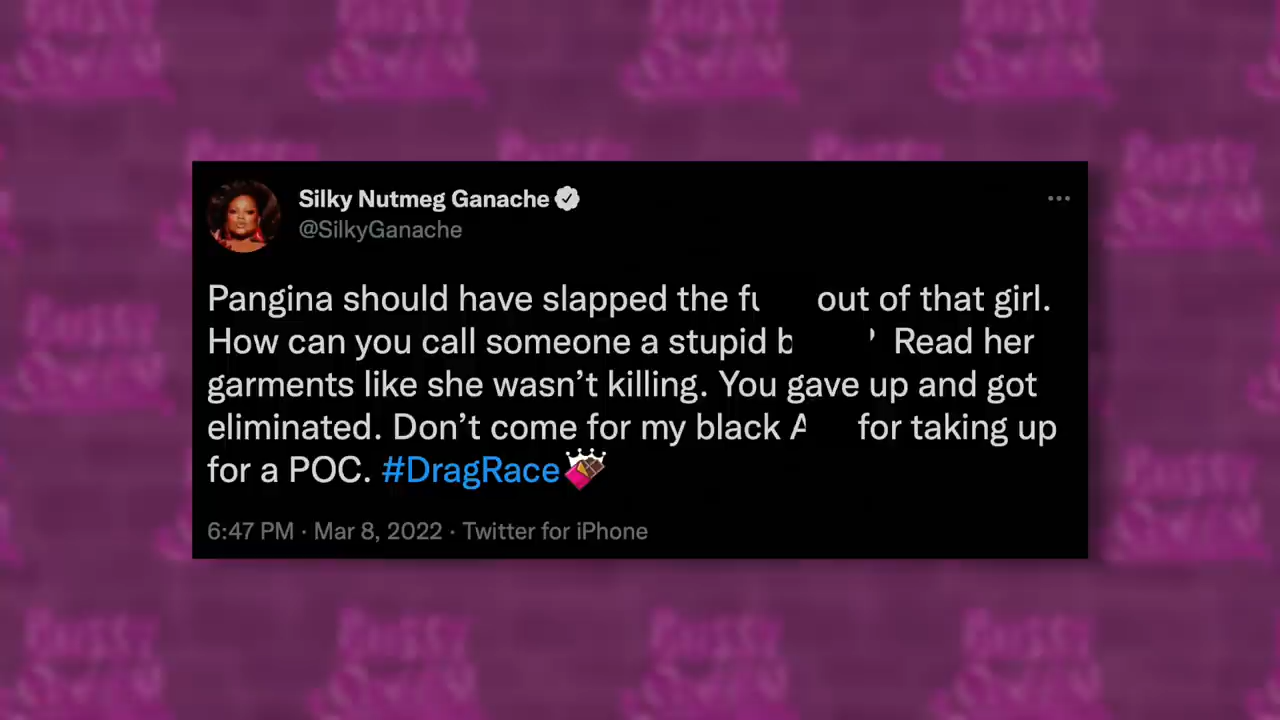 Silky Nutmeg Ganache
@SilkyGanache
Pangina should have slapped the fu out of that girl.
How can you call someone a stupid b ’ Read her
garments like she wasn’t killing. You gave up and got
eliminated. Don’t come for my black A for taking up
for a POC. #DragRace
6:47 PM · Mar 8, 2022 · Twitter for iPhone